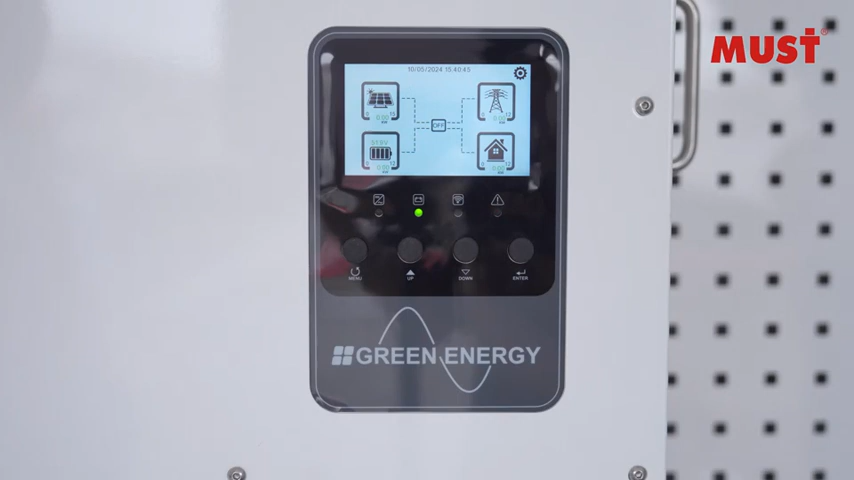 MUST
10/05/2024 15:40:45
OFF
MENU
UP
DOWN
ENTER
GREEN ENERGY